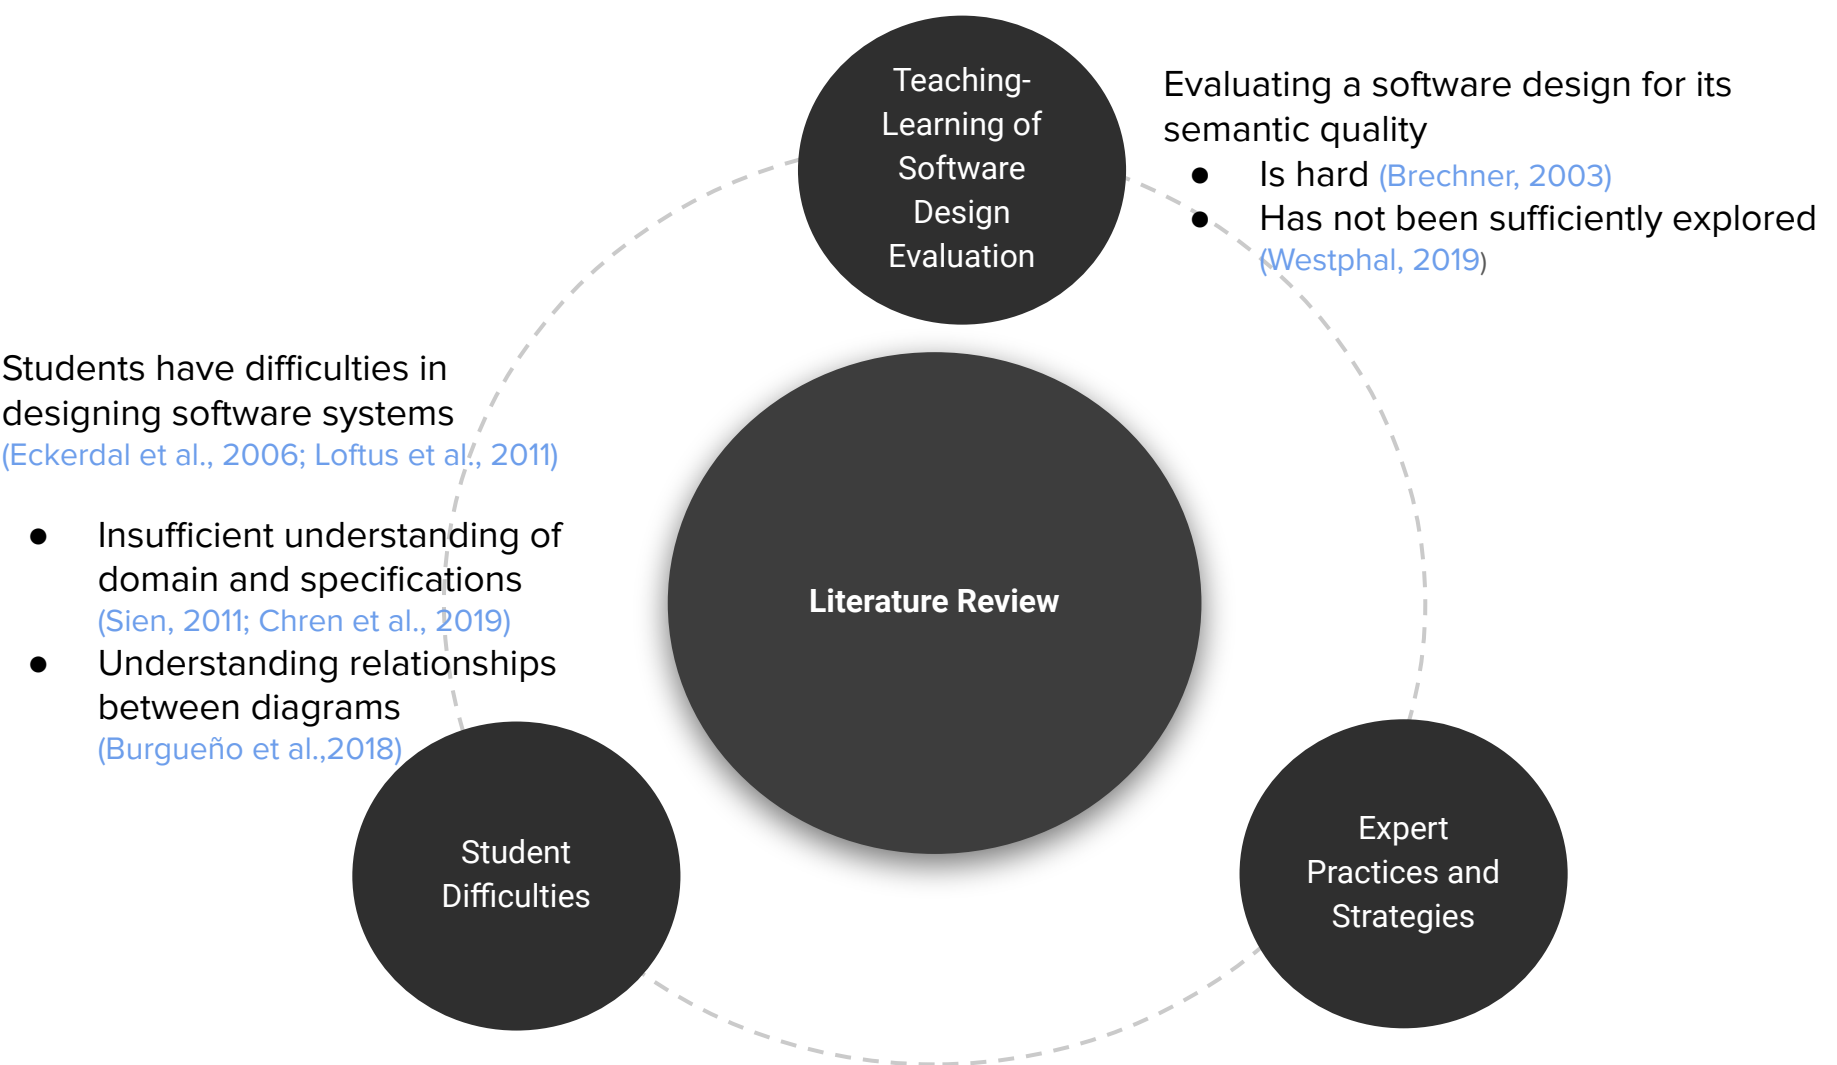 Teaching-
Learning of
Software
Design
Evaluation
Evaluating a software design for its
semantic quality
● Is hard (Brechner, 2003)
● Has not been sufficiently explored
(Westphal, 2019)
Students have difficulties in
designing software systems
(Eckerdal et al., 2006; Loftus et al., 2011)
● Insufficient understanding of
domain and specifications
(Sien, 2011; Chren et al., 2019)
● Understanding relationships
between diagrams
(Burgueño et al.,2018)
Literature Review
Student
Difficulties
Expert
Practices and
Strategies